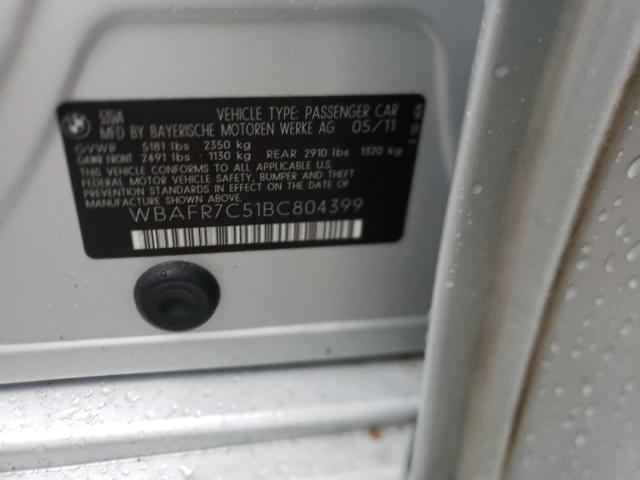 535iA VEHICLE TYPE: PASSENGER CAR
MFD BY BAYERISCHE MOTOREN WERKE AG 05/11
GVWR 5181 lbs 2350 kg
GAWR FRONT 2491 lbs - 1130 kg REAR 2910 lbs 1320 kg
THIS VEHICLE CONFORMS TO ALL APPLICABLE
FEDERAL MOTOR VEHICLE SAFETY, BUMPER AND THEFT
PREVENTION STANDARDS IN EFFECT ON THE DATE OF
MANUFACTURE SHOWN ABOVE.
WBAFR7C51BC804399